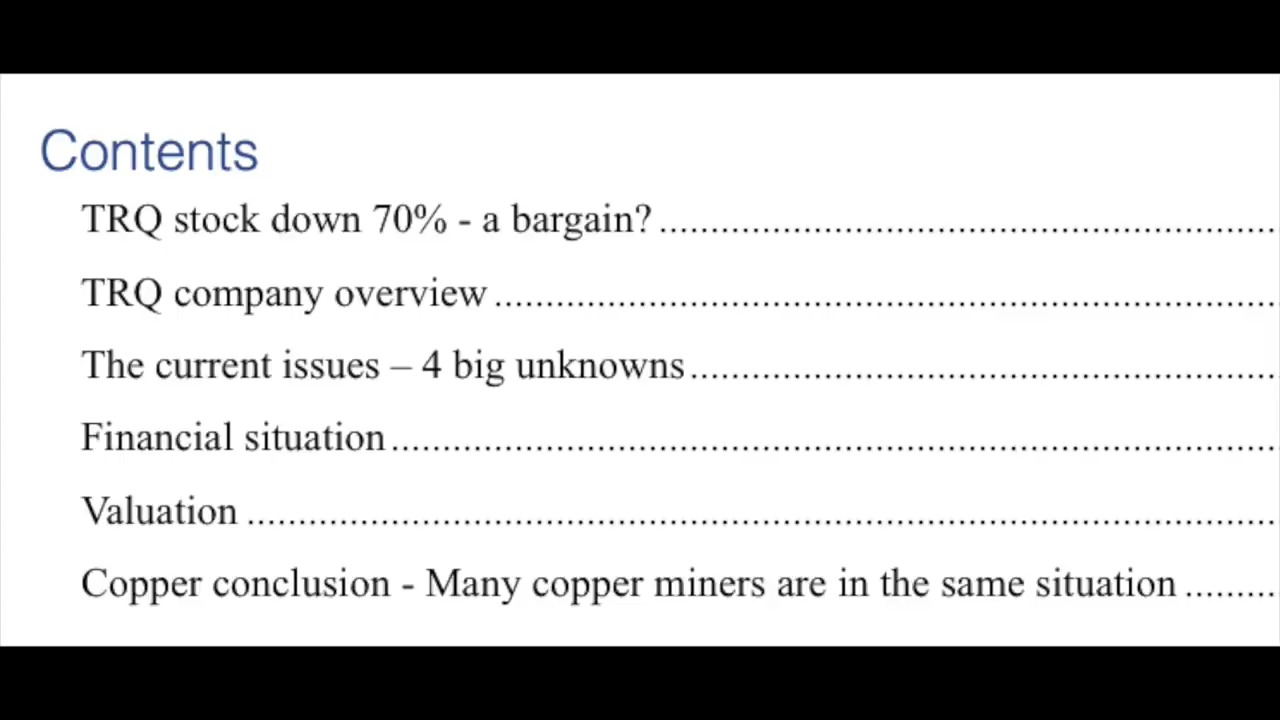 Contents
TRQ stock down 70% - a bargain? ........................................................
TRQ company overview ......................................................................
The current issues – 4 big unknowns ....................................................
Financial situation ..............................................................................
Valuation ..........................................................................................
Copper conclusion - Many copper miners are in the same situation .........